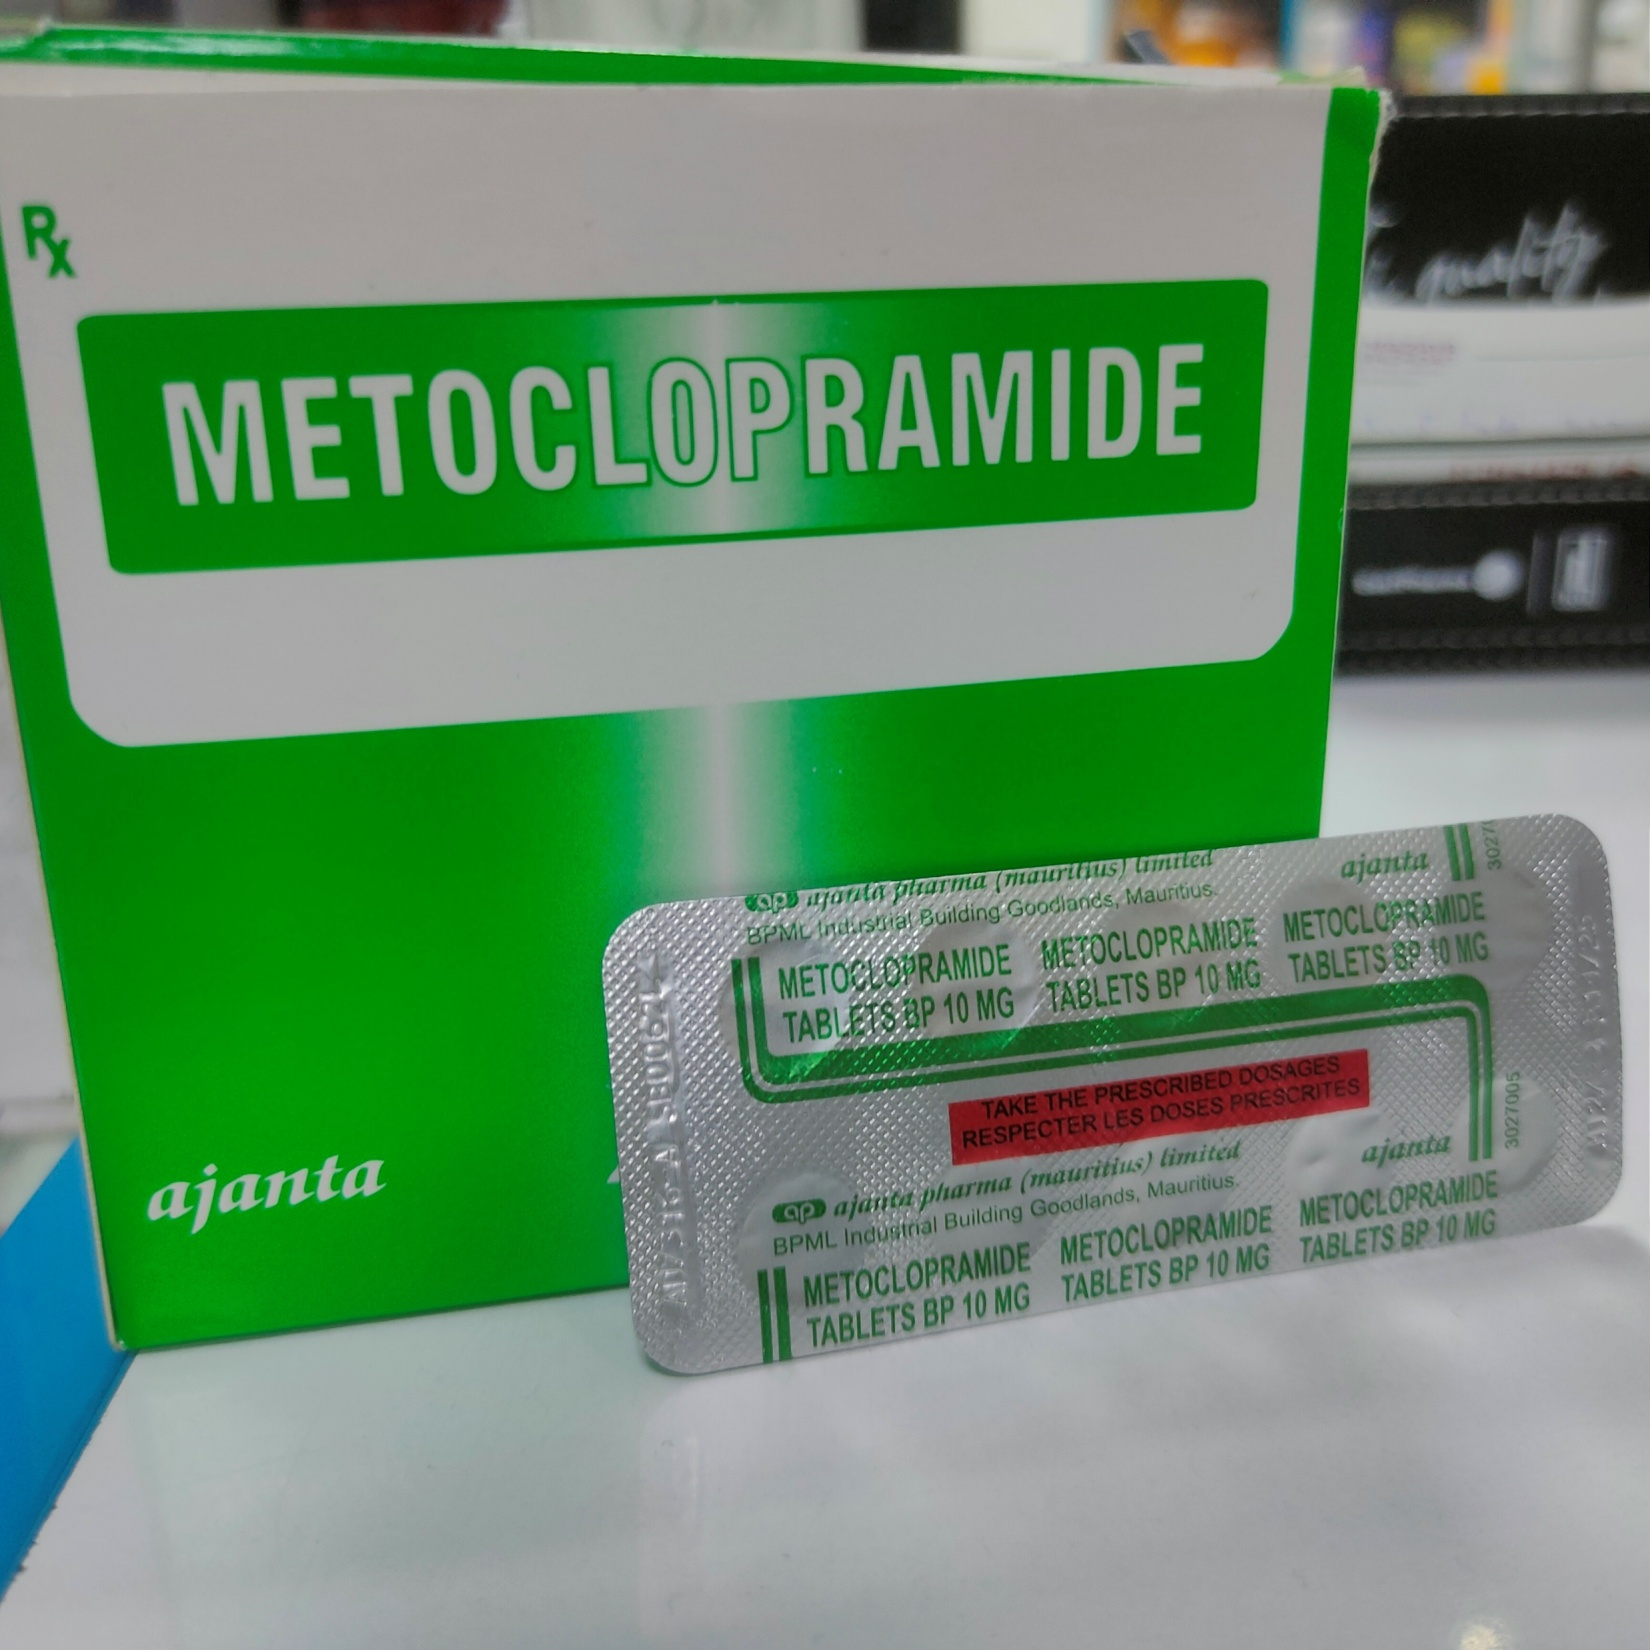 Rx
METOCLOPRAMIDE
ajanta
quality
ap ajanta pharma (mauritius) limited
BPML Industrial Building Goodlands, Mauritius.
ajanta
METOCLOPRAMIDE METOCLOPRAMIDE METOCLOPRAMIDE
TABLETS BP 10 MG TABLETS BP 10 MG TABLETS BP 10 MG
TAKE THE PRESCRIBED DOSAGES
RESPECTER LES DOSES PRESCRITES
3027005
ap ajanta pharma (mauritius) limited
BPML Industrial Building Goodlands, Mauritius.
ajanta
METOCLOPRAMIDE METOCLOPRAMIDE METOCLOPRAMIDE
TABLETS BP 10 MG TABLETS BP 10 MG TABLETS BP 10 MG